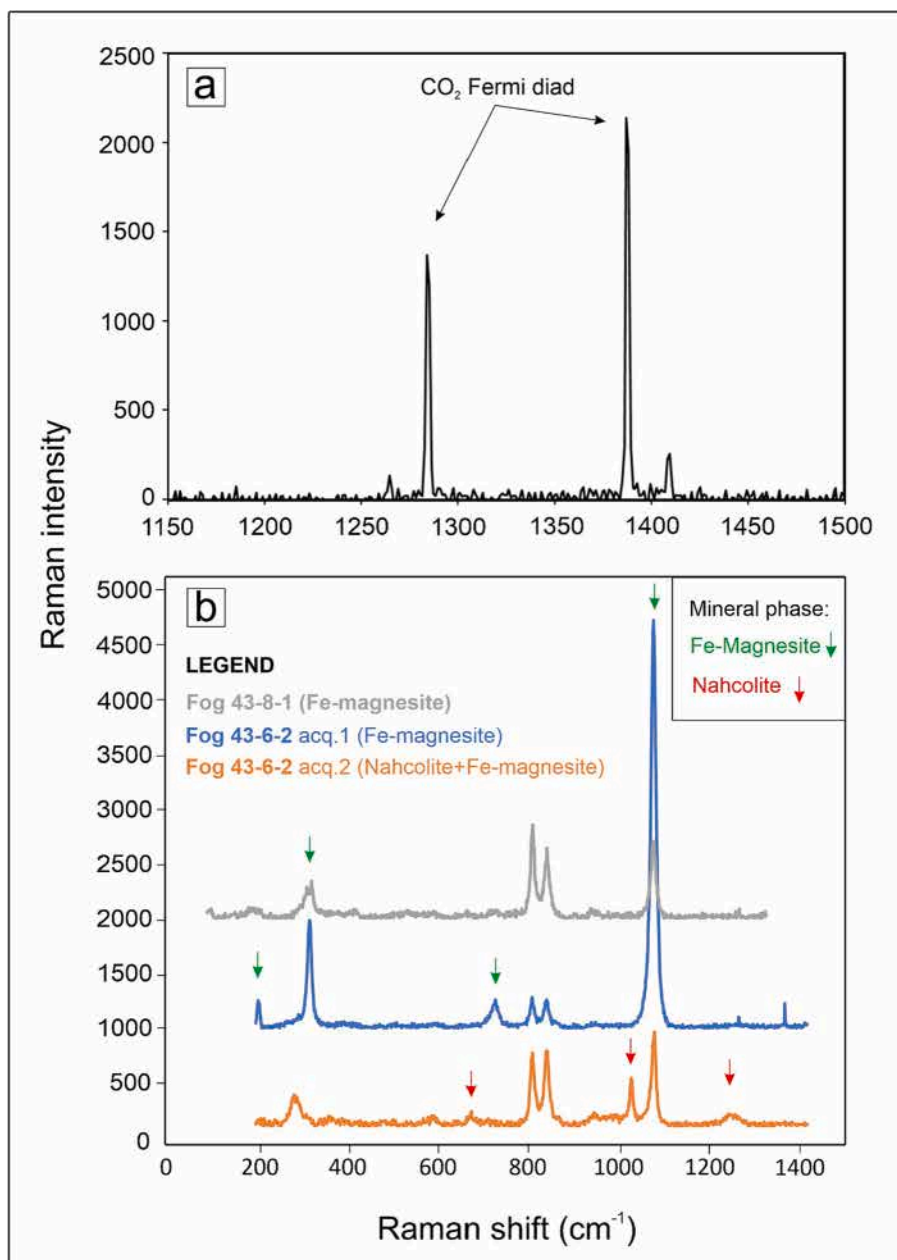 a
CO₂ Fermi diad
2500
2000
1500
1000
500
0
1150 1200 1250 1300 1350 1400 1450 1500
Raman intensity
b
Mineral phase:
Fe-Magnesite
Nahcolite
LEGEND
Fog 43-8-1 (Fe-magnesite)
Fog 43-6-2 acq.1 (Fe-magnesite)
Fog 43-6-2 acq.2 (Nahcolite+Fe-magnesite)
5000
4500
4000
3500
3000
2500
2000
1500
1000
500
0
0 200 400 600 800 1000 1200 1400
Raman shift (cm⁻¹)